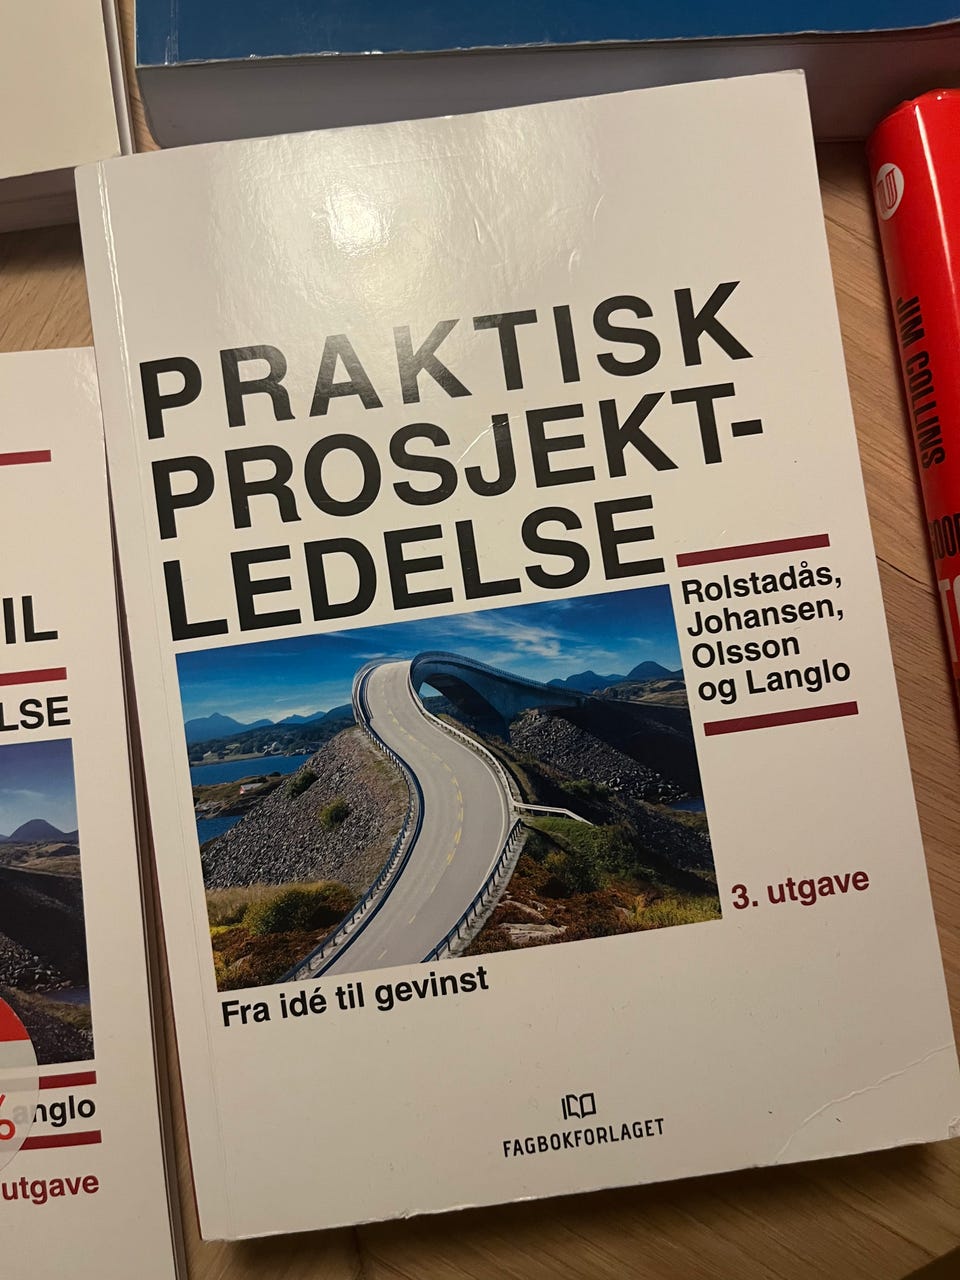 PRAKTISK
PROSJEKT-
LEDELSE
Rolstadås,
Johansen,
Olsson
og Langlo
3. utgave
Fra idé til gevinst
FAGBOKFORLAGET
IL
LSE
anglo
utgave
%
JIM COLLINS